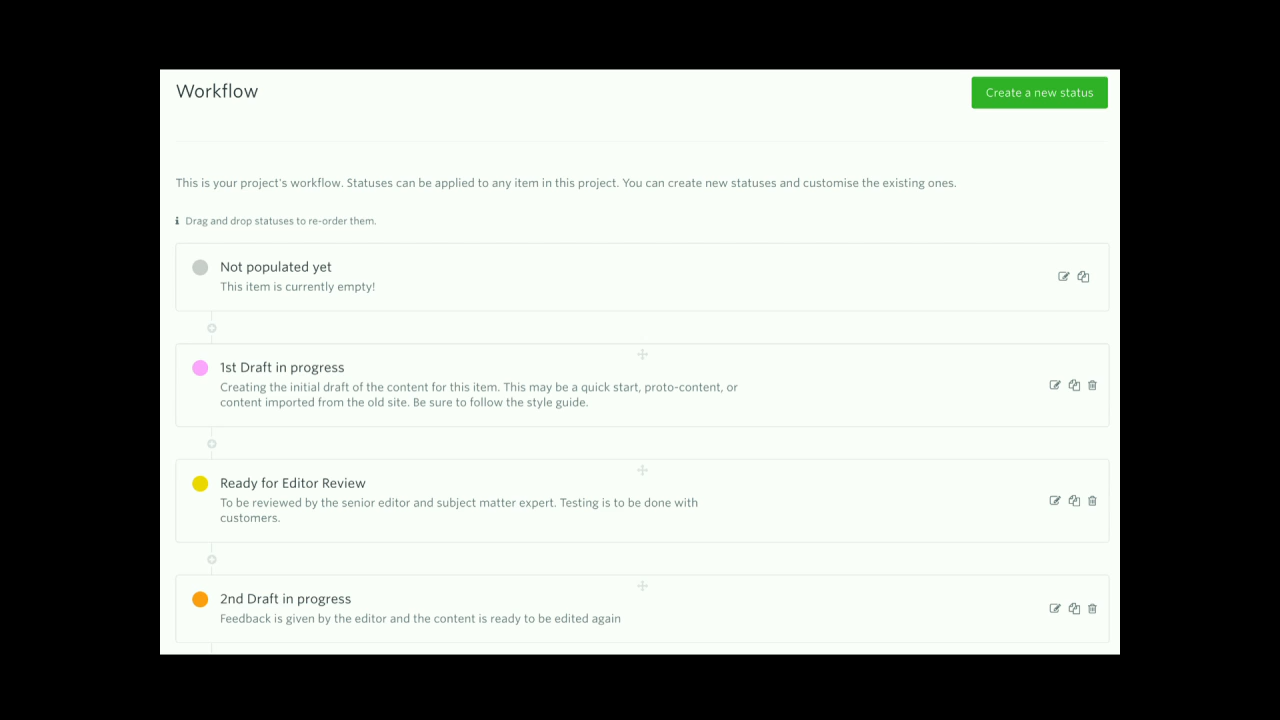 Workflow
Create a new status
This is your project's workflow. Statuses can be applied to any item in this project. You can create new statuses and customise the existing ones.
Drag and drop statuses to re-order them.
Not populated yet
This item is currently empty!
1st Draft in progress
Creating the initial draft of the content for this item. This may be a quick start, proto-content, or
content imported from the old site. Be sure to follow the style guide.
Ready for Editor Review
To be reviewed by the senior editor and subject matter expert. Testing is to be done with
customers.
2nd Draft in progress
Feedback is given by the editor and the content is ready to be edited again